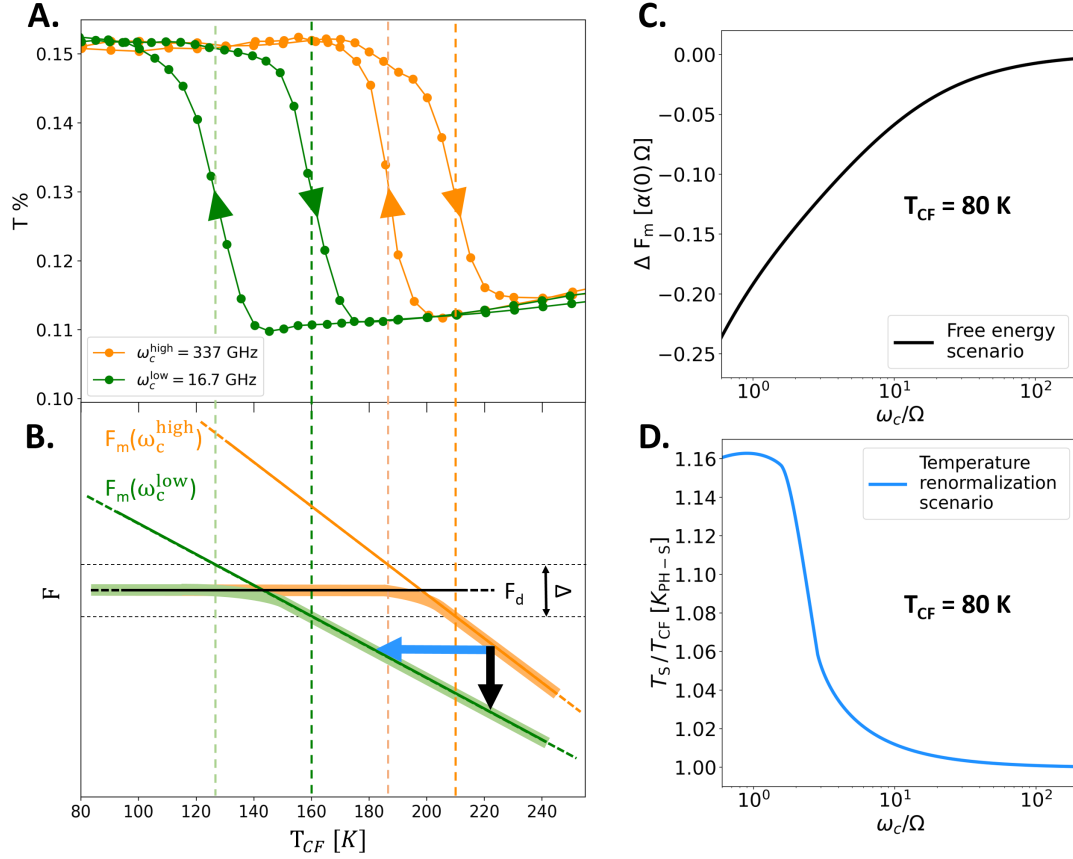 A.
0.15
0.14
0.13
0.12
0.11
0.10
T %
ω_c^high = 337 GHz
ω_c^low = 16.7 GHz
B.
F_m(ω_c^high)
F_m(ω_c^low)
F
F_d
∇
80 100 120 140 160 180 200 220 240
T_CF [K]
C.
0.00
−0.05
−0.10
−0.15
−0.20
−0.25
Δ F_m [α(0) Ω]
T_CF = 80 K
Free energy
scenario
10^0 10^1 10^2
ω_c/Ω
D.
1.16
1.14
1.12
1.10
1.08
1.06
1.04
1.02
1.00
T_S / T_CF [K_PH−S]
Temperature
renormalization
scenario
T_CF = 80 K
10^0 10^1 10^2
ω_c/Ω